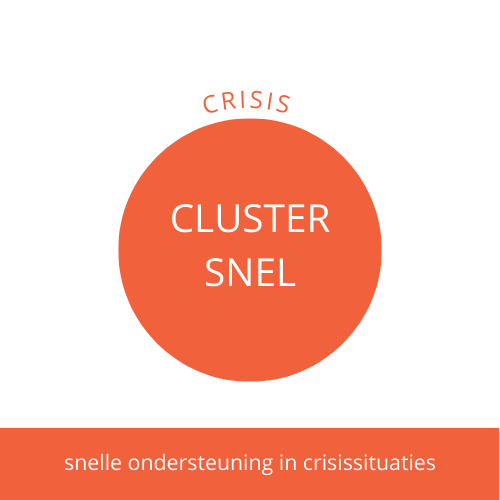 CRISIS
CLUSTER
SNEL
snelle ondersteuning in crisissituaties